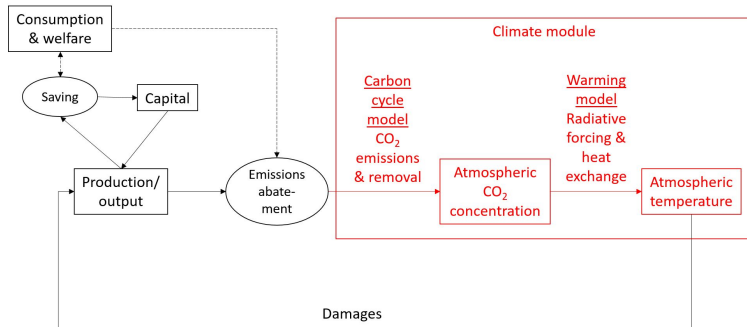 Consumption
& welfare
Saving
Capital
Production/
output
Emissions
abate-
ment
Climate module
Carbon
cycle
model
CO₂
emissions
& removal
Atmospheric
CO₂
concentration
Warming
model
Radiative
forcing &
heat
exchange
Atmospheric
temperature
Damages